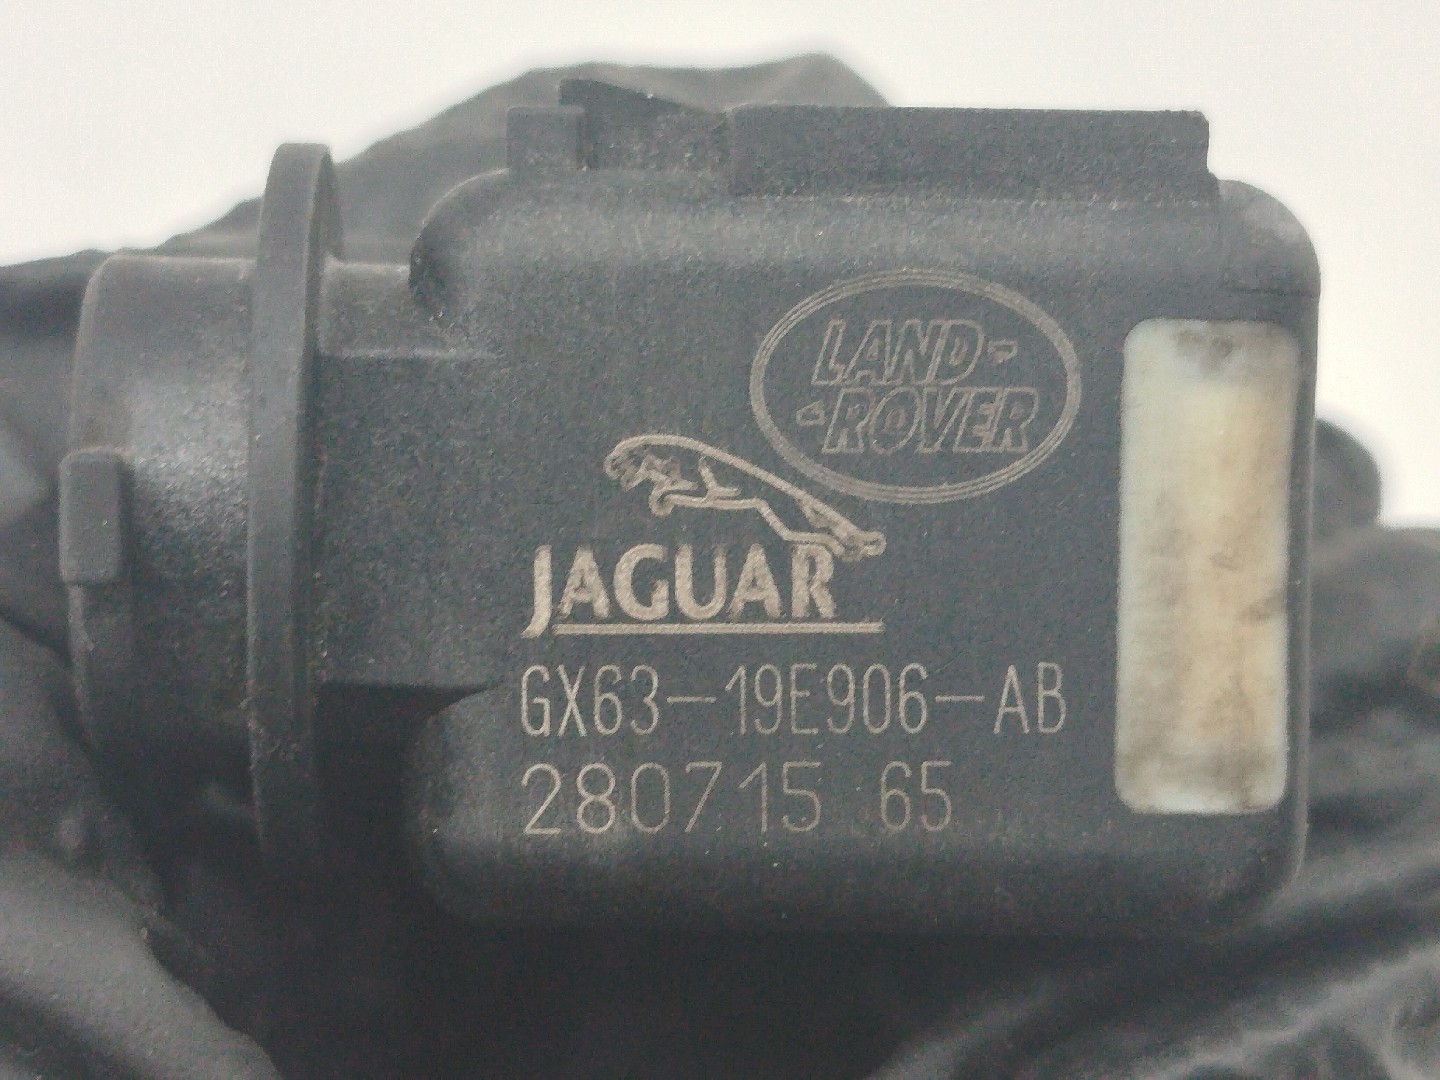 LAND-
-ROVER
JAGUAR
GX63-19E906-AB
280715 65